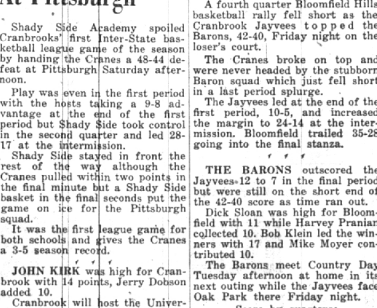 At Pittsburgh
Shady Side Academy spoiled
Cranbrooks' first Inter-State bas-
ketball league game of the season
by handing the Cranes a 48-44 de-
feat at Pittsburgh Saturday after-
noon.
Play was even in the first period
with the hosts taking a 9-8 ad-
vantage at the end of the first
period but Shady Side took control
in the second quarter and led 28-
17 at the intermission.
Shady Side stayed in front the
rest of the way although the
Cranes pulled within two points in
the final minute but a Shady Side
basket in the final seconds put the
game on ice for the Pittsburgh
squad.
It was the first league game for
both schools and gives the Cranes
a 3-5 season record.
JOHN KIRK was high for Cran-
brook with 14 points, Jerry Dobson
added 10.
Cranbrook will host the Univer-
A fourth quarter Bloomfield Hills
basketball rally fell short as the
Cranbrook Jayvees topped the
Barons, 42-40, Friday night on the
loser's court.
The Cranes broke on top and
were never headed by the stubborn
Baron squad which just fell short
in a last period splurge.
The Jayvees led at the end of the
first period, 10-5, and increased
the margin to 24-14 at the inter-
mission. Bloomfield trailed 35-28
going into the final stanza.
THE BARONS outscored the
Jayvees 12 to 7 in the final period
but were still on the short end of
the 42-40 score as time ran out.
Dick Sloan was high for Bloom-
field with 11 while Harvey Praniar
collected 10. Bob Klein led the win-
ners with 17 and Mike Moyer con-
tributed 10.
The Barons meet Country Day
Tuesday afternoon at home in its
next outing while the Jayvees face
Oak Park there Friday night.